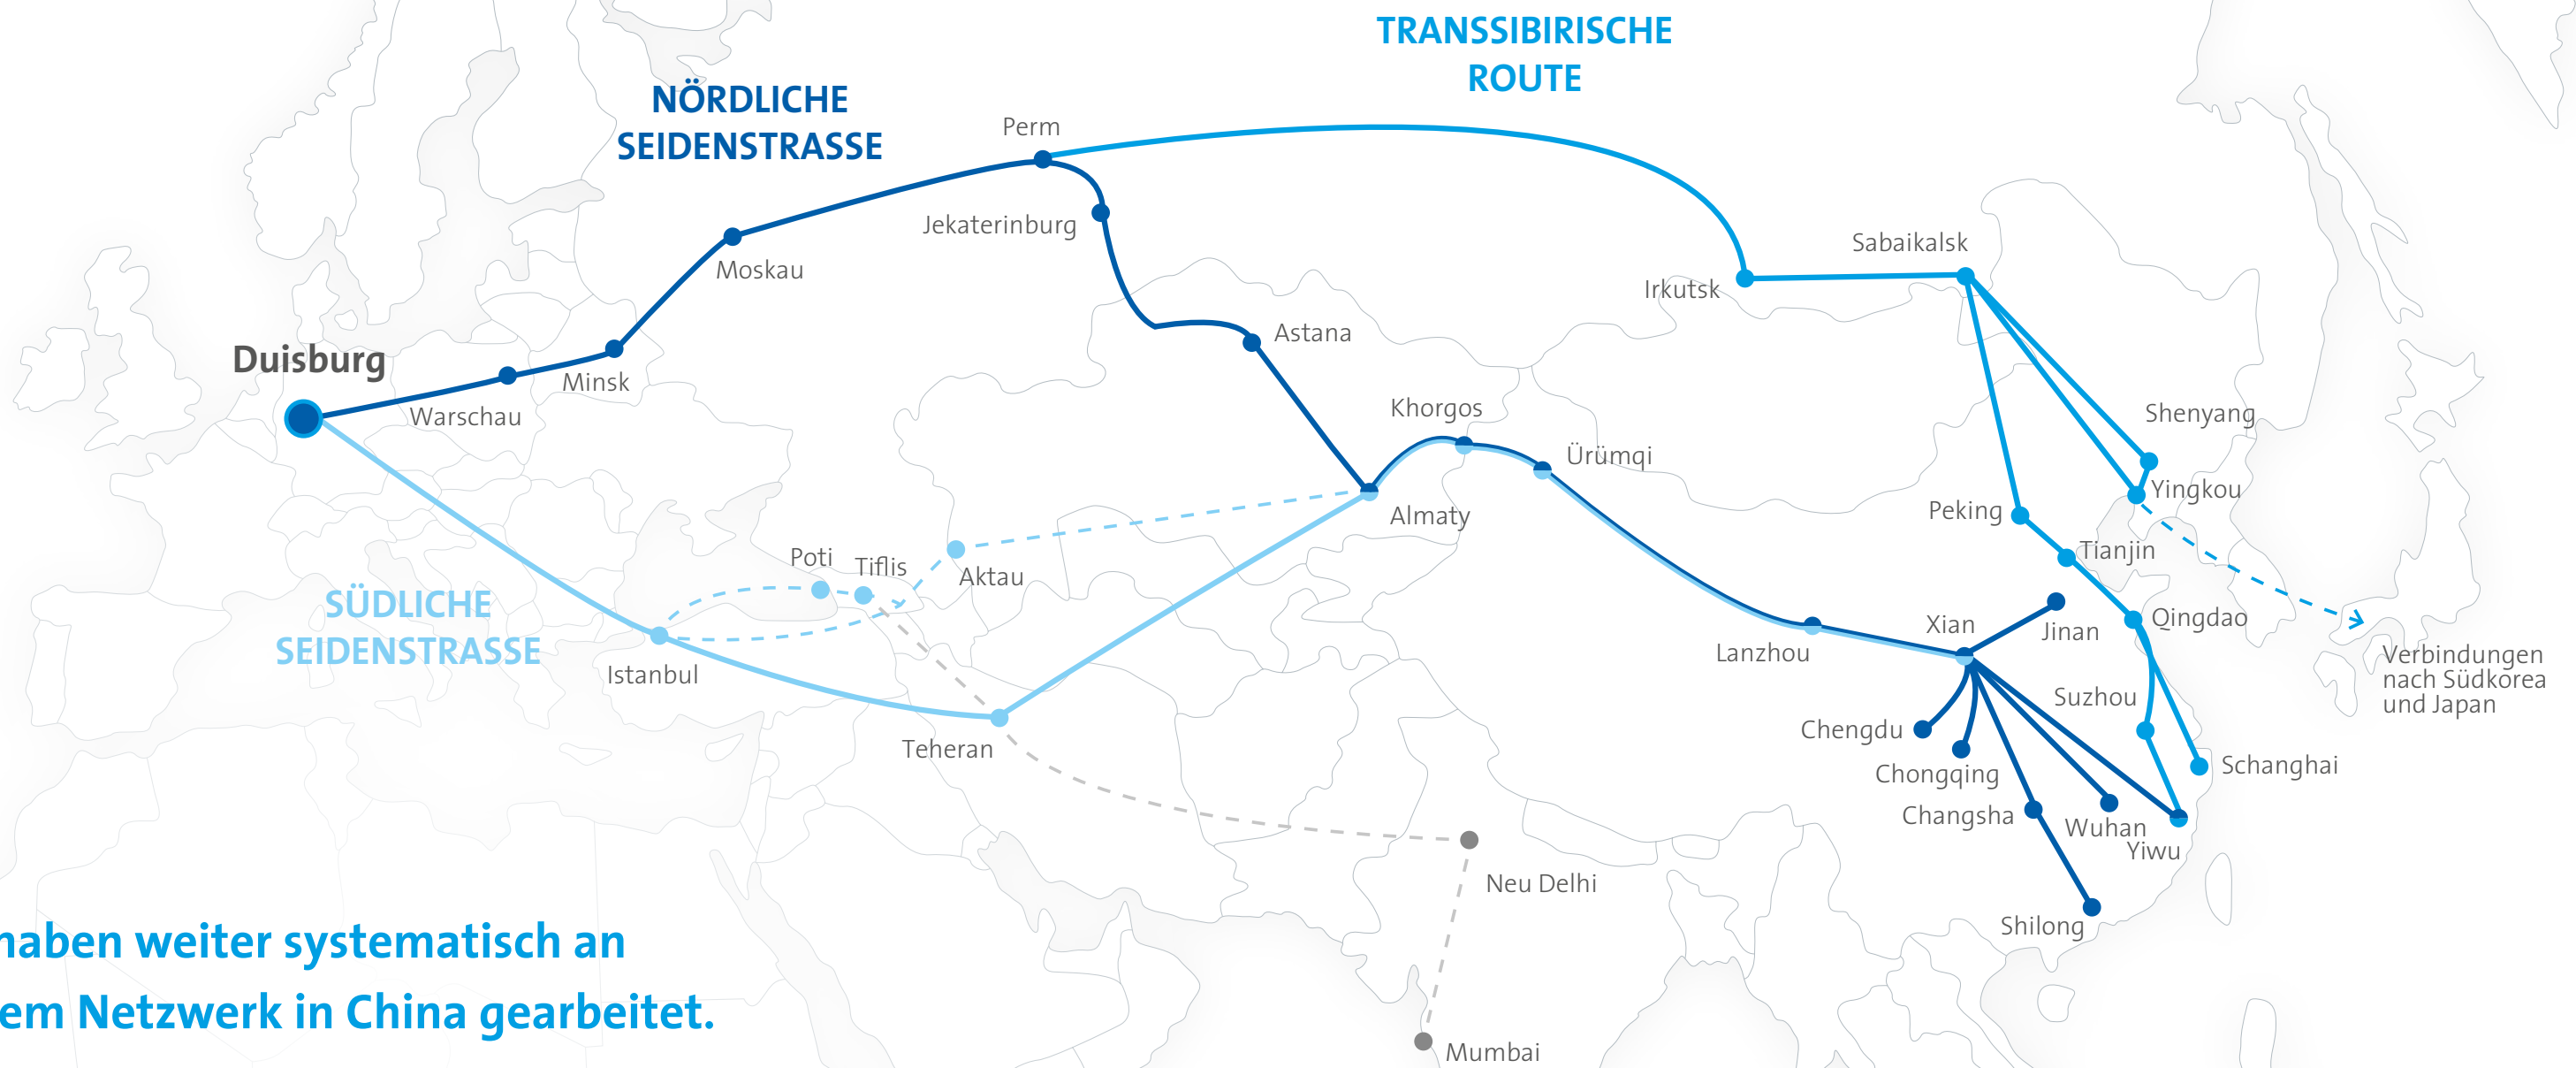 TRANSSIBIRISCHE
ROUTE
NÖRDLICHE
SEIDENSTRASSE
Perm
Jekaterinburg
Moskau
Sabaikalsk
Irkutsk
Astana
Duisburg
Minsk
Warschau
Khorgos
Shenyang
Ürümqi
Yingkou
Almaty
Peking
Tianjin
Poti
Tiflis
Aktau
SÜDLICHE
SEIDENSTRASSE
Istanbul
Xian
Jinan
Qingdao
Lanzhou
Verbindungen
nach Südkorea
und Japan
Suzhou
Teheran
Chengdu
Chongqing
Schanghai
Changsha
Wuhan
Yiwu
Neu Delhi
Shilong
haben weiter systematisch an
em Netzwerk in China gearbeitet.
Mumbai